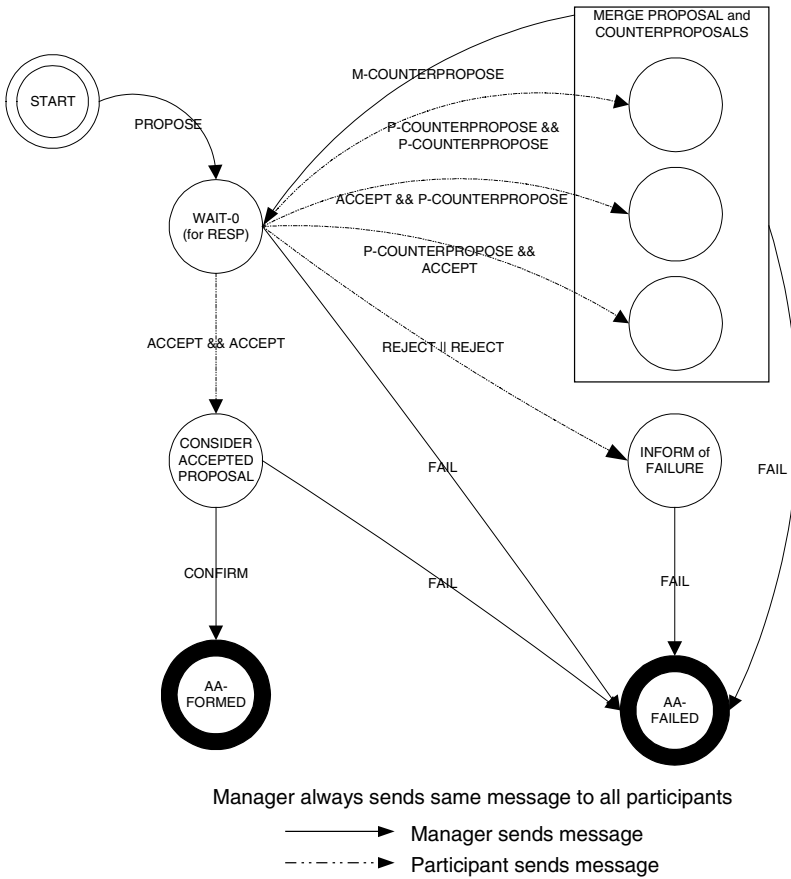 MERGE PROPOSAL and
COUNTERPROPOSALS
START
M-COUNTERPROPOSE
PROPOSE
P-COUNTERPROPOSE &&
P-COUNTERPROPOSE
WAIT-0
(for RESP)
ACCEPT && P-COUNTERPROPOSE
P-COUNTERPROPOSE &&
ACCEPT
ACCEPT && ACCEPT
REJECT || REJECT
CONSIDER
ACCEPTED
PROPOSAL
INFORM of
FAILURE
FAIL
FAIL
CONFIRM
FAIL
FAIL
AA-
FORMED
AA-
FAILED
Manager always sends same message to all participants
Manager sends message
Participant sends message